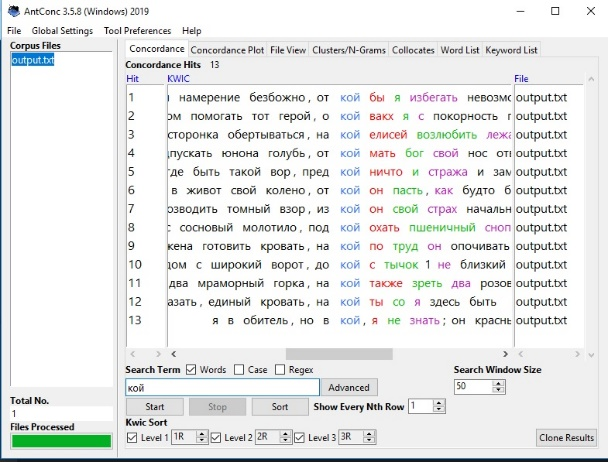 AntConc 3.5.8 (Windows) 2019
File Global Settings Tool Preferences Help
Corpus Files
output.txt
Concordance Concordance Plot File View Clusters/N-Grams Collocates Word List Keyword List
Concordance Hits 13
Hit KWIC File
1 намерение безбожно, от кой бы я избегать невозмо output.txt
2 ом помогать тот герой, о кой вакх я с покорность output.txt
3 сторонка обертываться, на кой елисей возлюбить лежа output.txt
4 дпускать юнона голубь, от кой мать бог свой нос отв output.txt
5 где быть такой вор, пред кой ничто и стража и зам output.txt
6 в живот свой колено, от кой он пасть, как будто б output.txt
7 озводить томный взор, из кой он свой страх начальн output.txt
8 с сосновый молотило, под кой охать пшеничный сноп output.txt
9 кена готовить кровать, на кой по труд он опочиват output.txt
10 дом с широкий ворот, до кой с тычок 1 не близкий output.txt
11 два мраморный горка, на кой также зреть два розов output.txt
12 азать, единый кровать, на кой ты со я здесь быть output.txt
13 я в обитель, но в кой, я не знать; он красны output.txt
Search Term Words Case Regex Search Window Size
кой Advanced 50
Start Stop Sort Show Every Nth Row 1
Kwic Sort
Level 1 1R Level 2 2R Level 3 3R Clone Results
Total No.
1
Files Processed